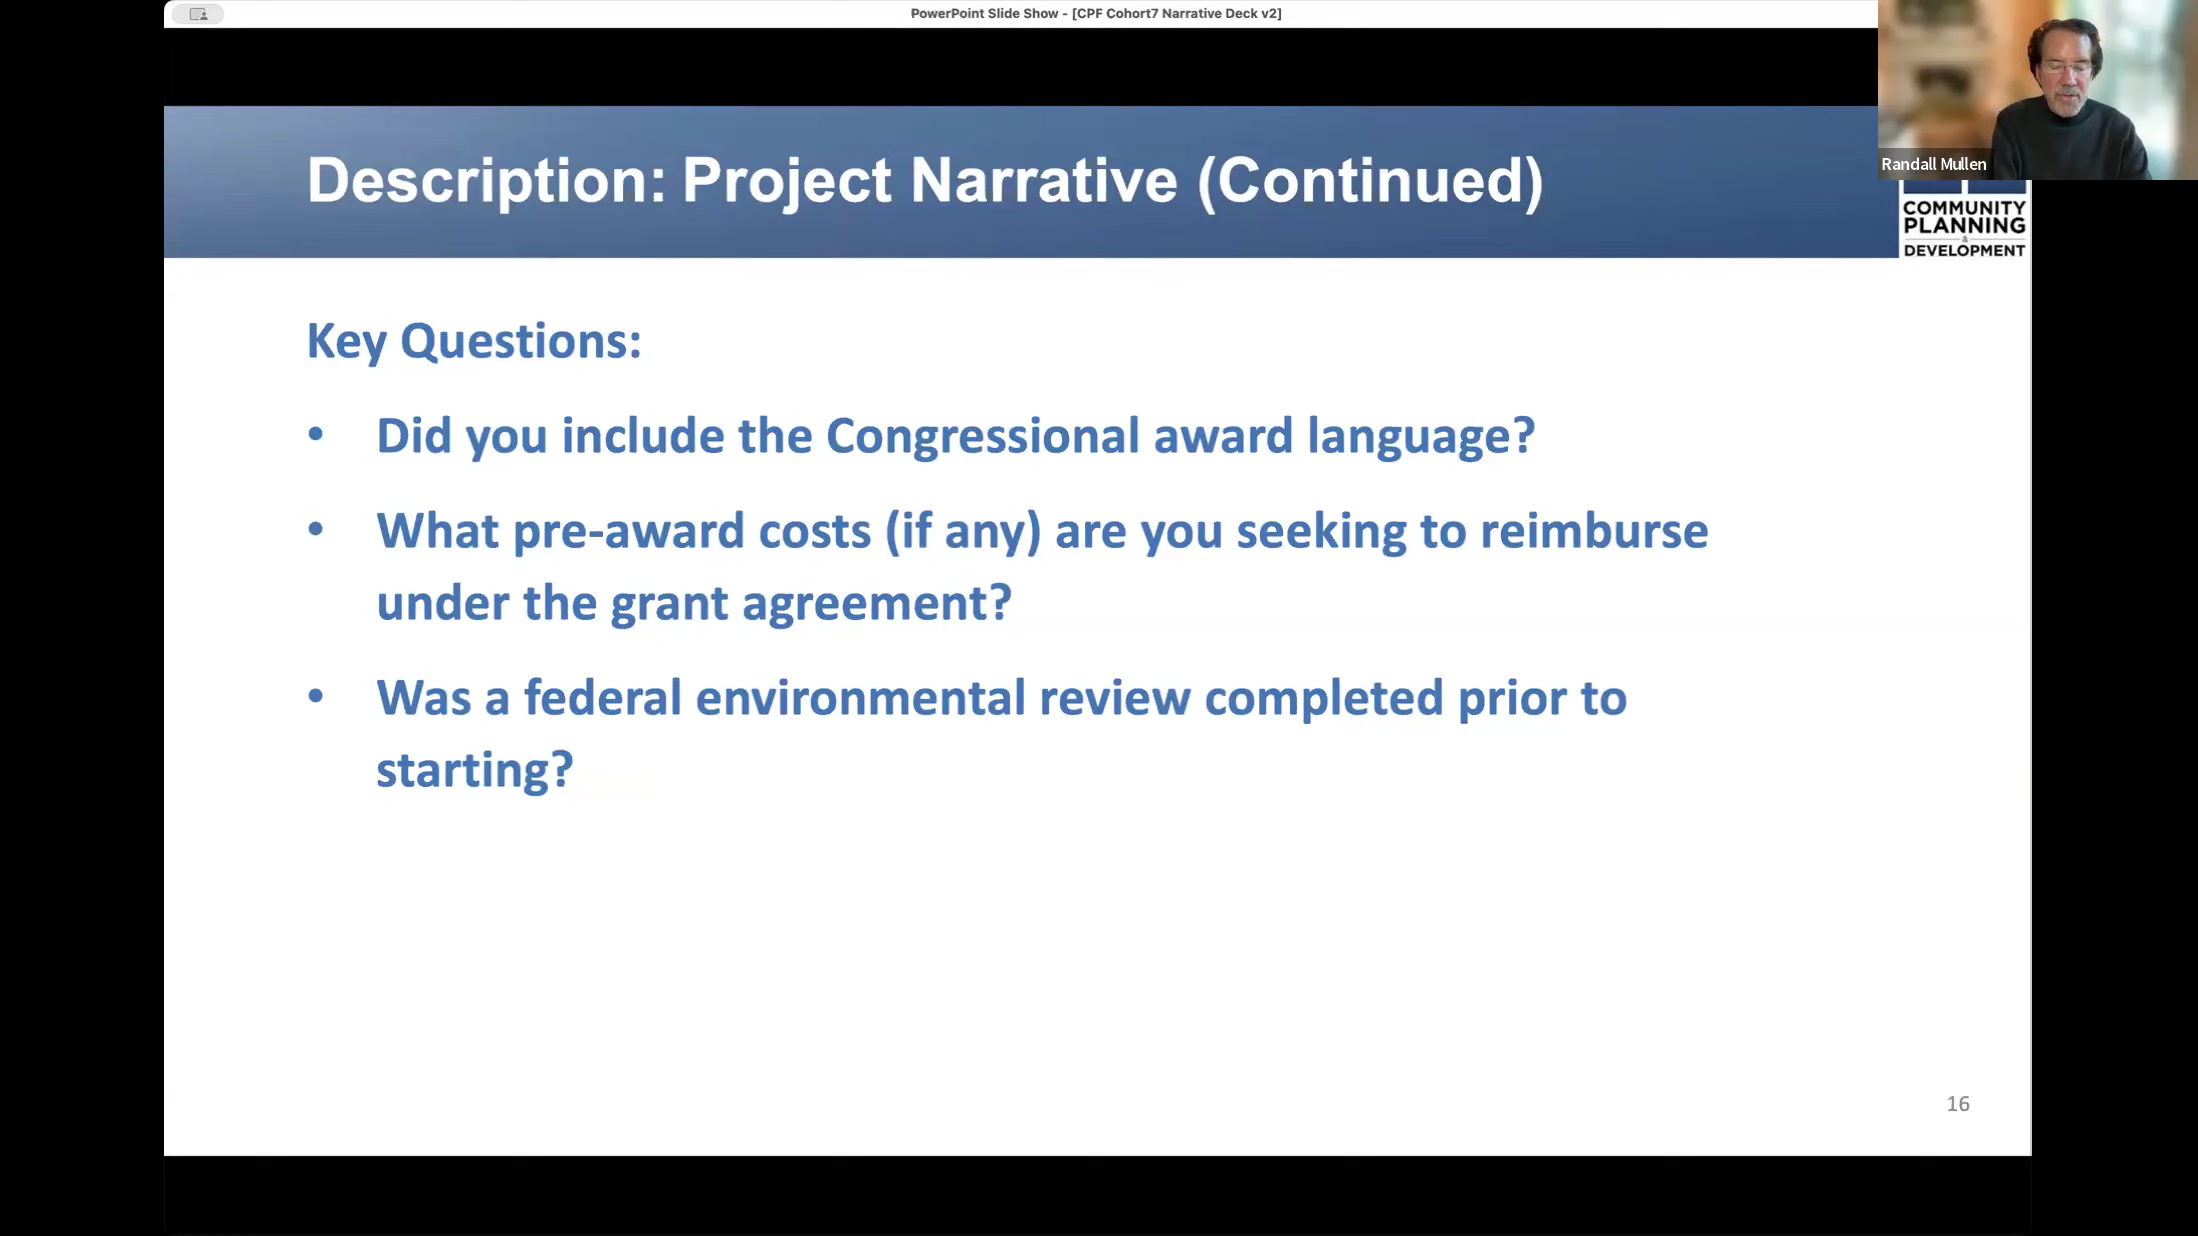 PowerPoint Slide Show - [CPF Cohort7 Narrative Deck v2]
Randall Mullen
Description: Project Narrative (Continued)
COMMUNITY
PLANNING
&
DEVELOPMENT
Key Questions:
• Did you include the Congressional award language?
• What pre-award costs (if any) are you seeking to reimburse
under the grant agreement?
• Was a federal environmental review completed prior to
starting?
16